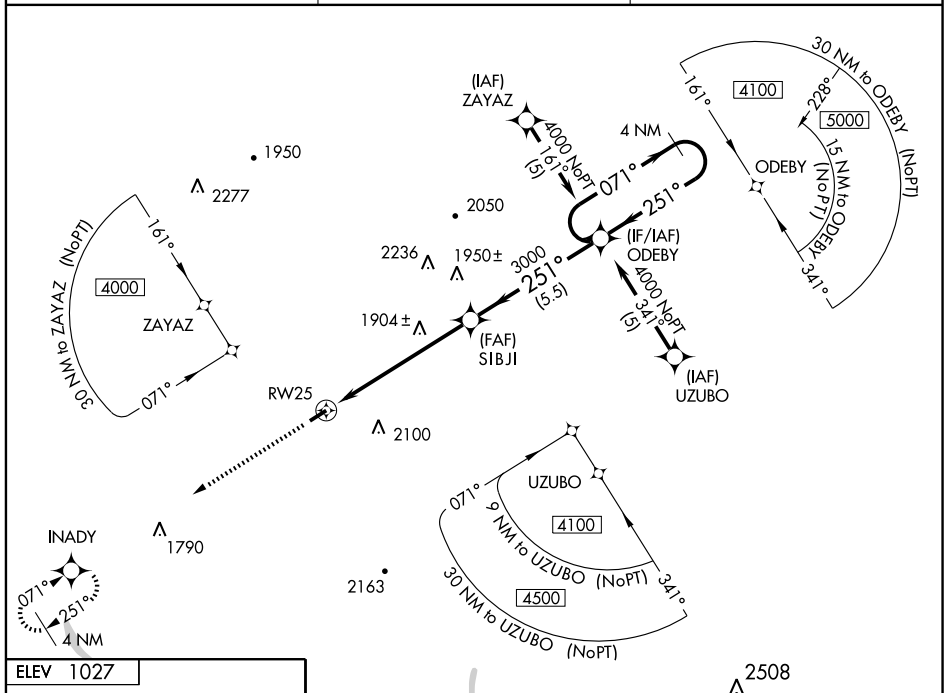 (IAF)
ZAYAZ
4000 NoPT
161°
(5)
4 NM
071°
251°
30 NM to ODEBY (NoPT)
161°
4100
228°
5000
15 NM to ODEBY
(NoPT)
ODEBY
341°
1950
2277
2050
2236
1950±
3000
251°
(5.5)
(IF/IAF)
ODEBY
4000 NoPT
341°
(5)
30 NM to ZAYAZ (NoPT)
161°
4000
ZAYAZ
071°
1904±
(FAF)
SIBJI
(IAF)
UZUBO
RW25
2100
UZUBO
071°
4100
9 NM to UZUBO (NoPT)
4500
341°
30 NM to UZUBO (NoPT)
1790
INADY
071°
251°
4 NM
2163
ELEV 1027
2508